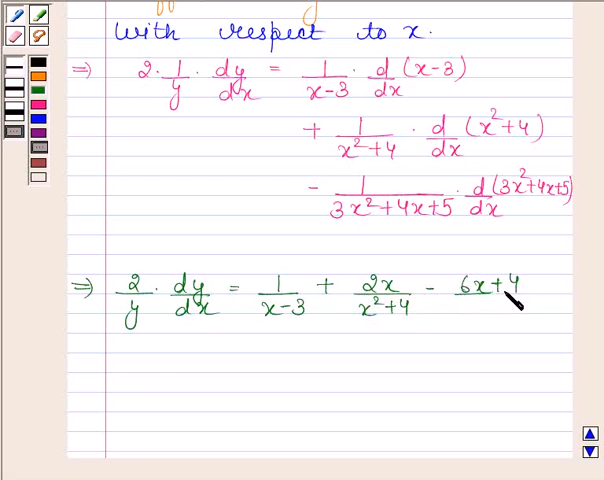 with respect to x.
⇒ 2·1/y · dy/dx = 1/(x-3) · d/dx (x-3)
+ 1/(x²+4) · d/dx (x²+4)
- 1/(3x²+4x+5) · d/dx (3x²+4x+5)
⇒ 2/y · dy/dx = 1/(x-3) + 2x/(x²+4) - 6x+4